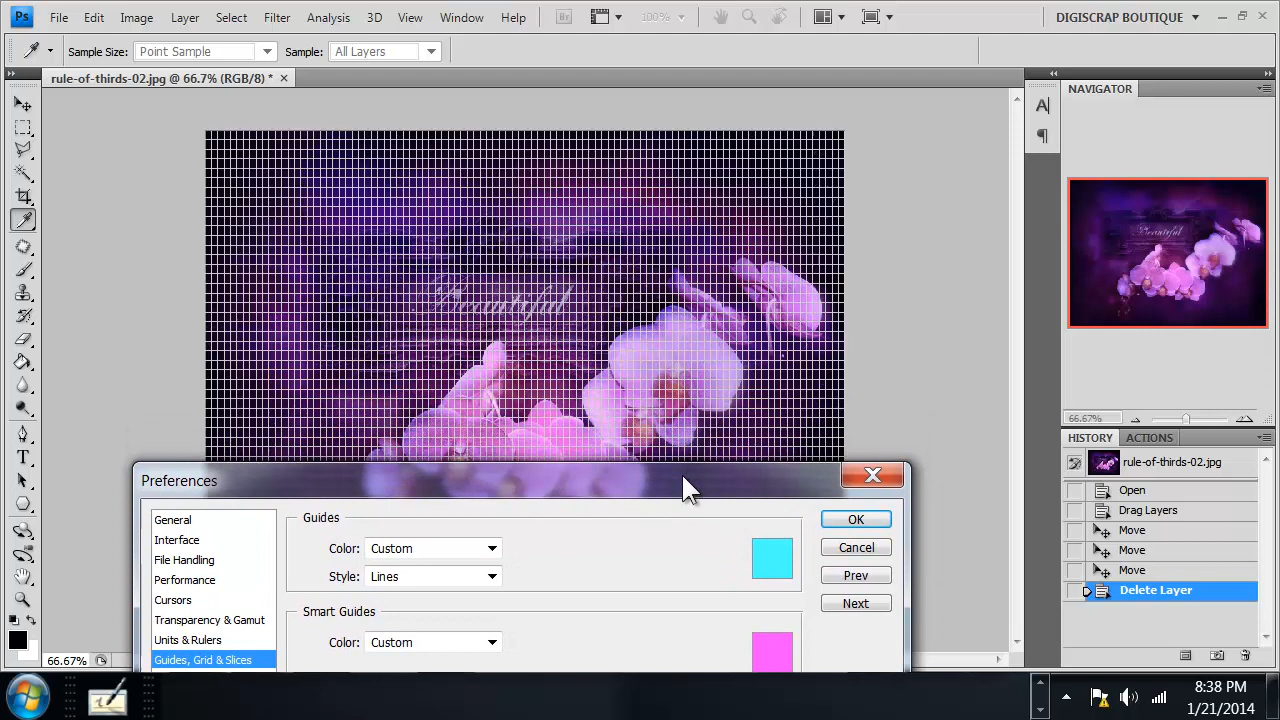 Ps File Edit Image Layer Select Filter Analysis 3D View Window Help Br 100% DIGISCRAP BOUTIQUE
Sample Size: Point Sample Sample: All Layers
rule-of-thirds-02.jpg @ 66.7% (RGB/8) *
NAVIGATOR
Beautiful
Beautiful
66.67%
HISTORY ACTIONS
rule-of-thirds-02.jpg
Open
Drag Layers
Move
Move
Move
Delete Layer
Preferences
General
Interface
File Handling
Performance
Cursors
Transparency & Gamut
Units & Rulers
Guides, Grid & Slices
Guides
Color: Custom
Style: Lines
Smart Guides
Color: Custom
OK
Cancel
Prev
Next
66.67%
8:38 PM
1/21/2014